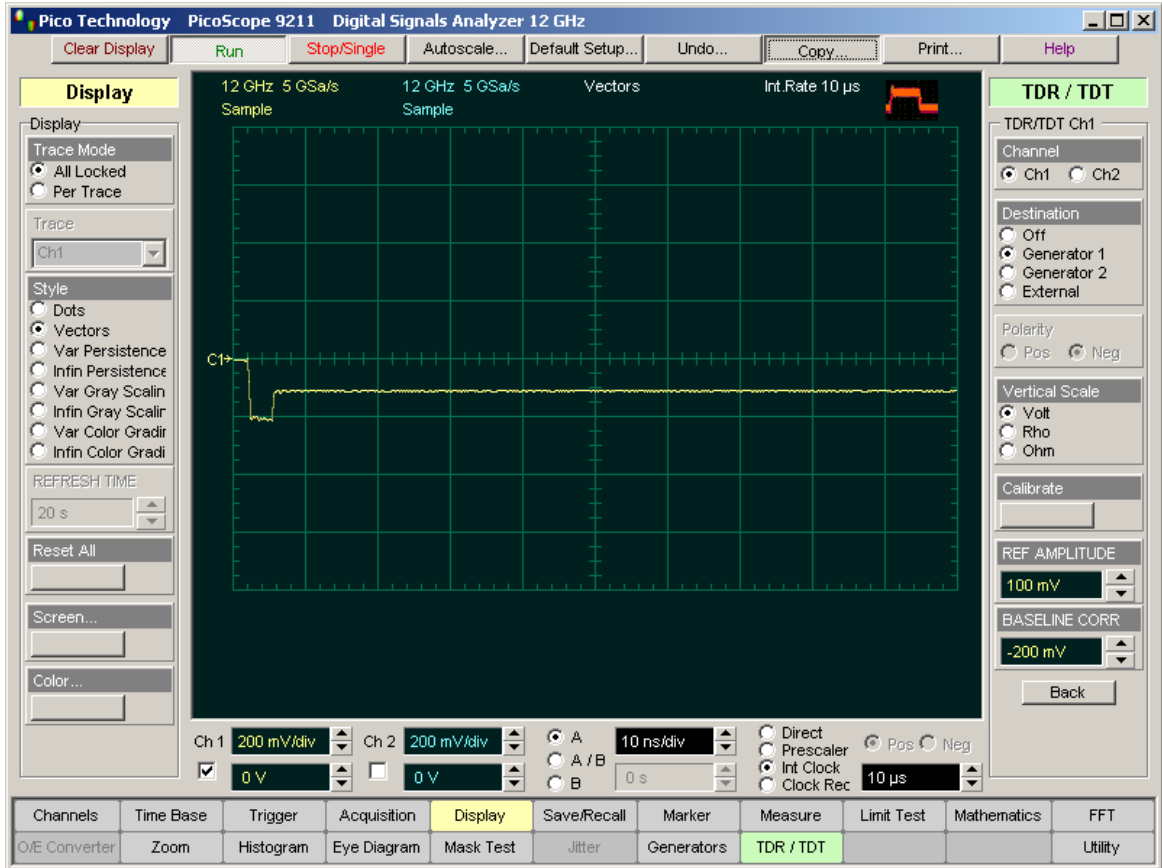 Pico Technology PicoScope 9211 Digital Signals Analyzer 12 GHz
Clear Display Run Stop/Single Autoscale... Default Setup... Undo... Copy... Print... Help
Display
Display
Trace Mode
All Locked
Per Trace
Trace
Ch1
Style
Dots
Vectors
Var Persistence
Infin Persistence
Var Gray Scalin
Infin Gray Scalin
Var Color Gradir
Infin Color Gradi
REFRESH TIME
20 s
Reset All
Screen...
Color...
12 GHz 5 GSa/s 12 GHz 5 GSa/s Vectors Int.Rate 10 µs
Sample Sample
C1
TDR / TDT
TDR/TDT Ch1
Channel
Ch1 Ch2
Destination
Off
Generator 1
Generator 2
External
Polarity
Pos Neg
Vertical Scale
Volt
Rho
Ohm
Calibrate
REF AMPLITUDE
100 mV
BASELINE CORR
-200 mV
Back
Ch 1 200 mV/div Ch 2 200 mV/div A 10 ns/div Direct
0 V 0 V A / B Prescaler Pos Neg
B 0 s Int Clock
Clock Rec 10 µs
Channels Time Base Trigger Acquisition Display Save/Recall Marker Measure Limit Test Mathematics FFT
O/E Converter Zoom Histogram Eye Diagram Mask Test Jitter Generators TDR / TDT Utility